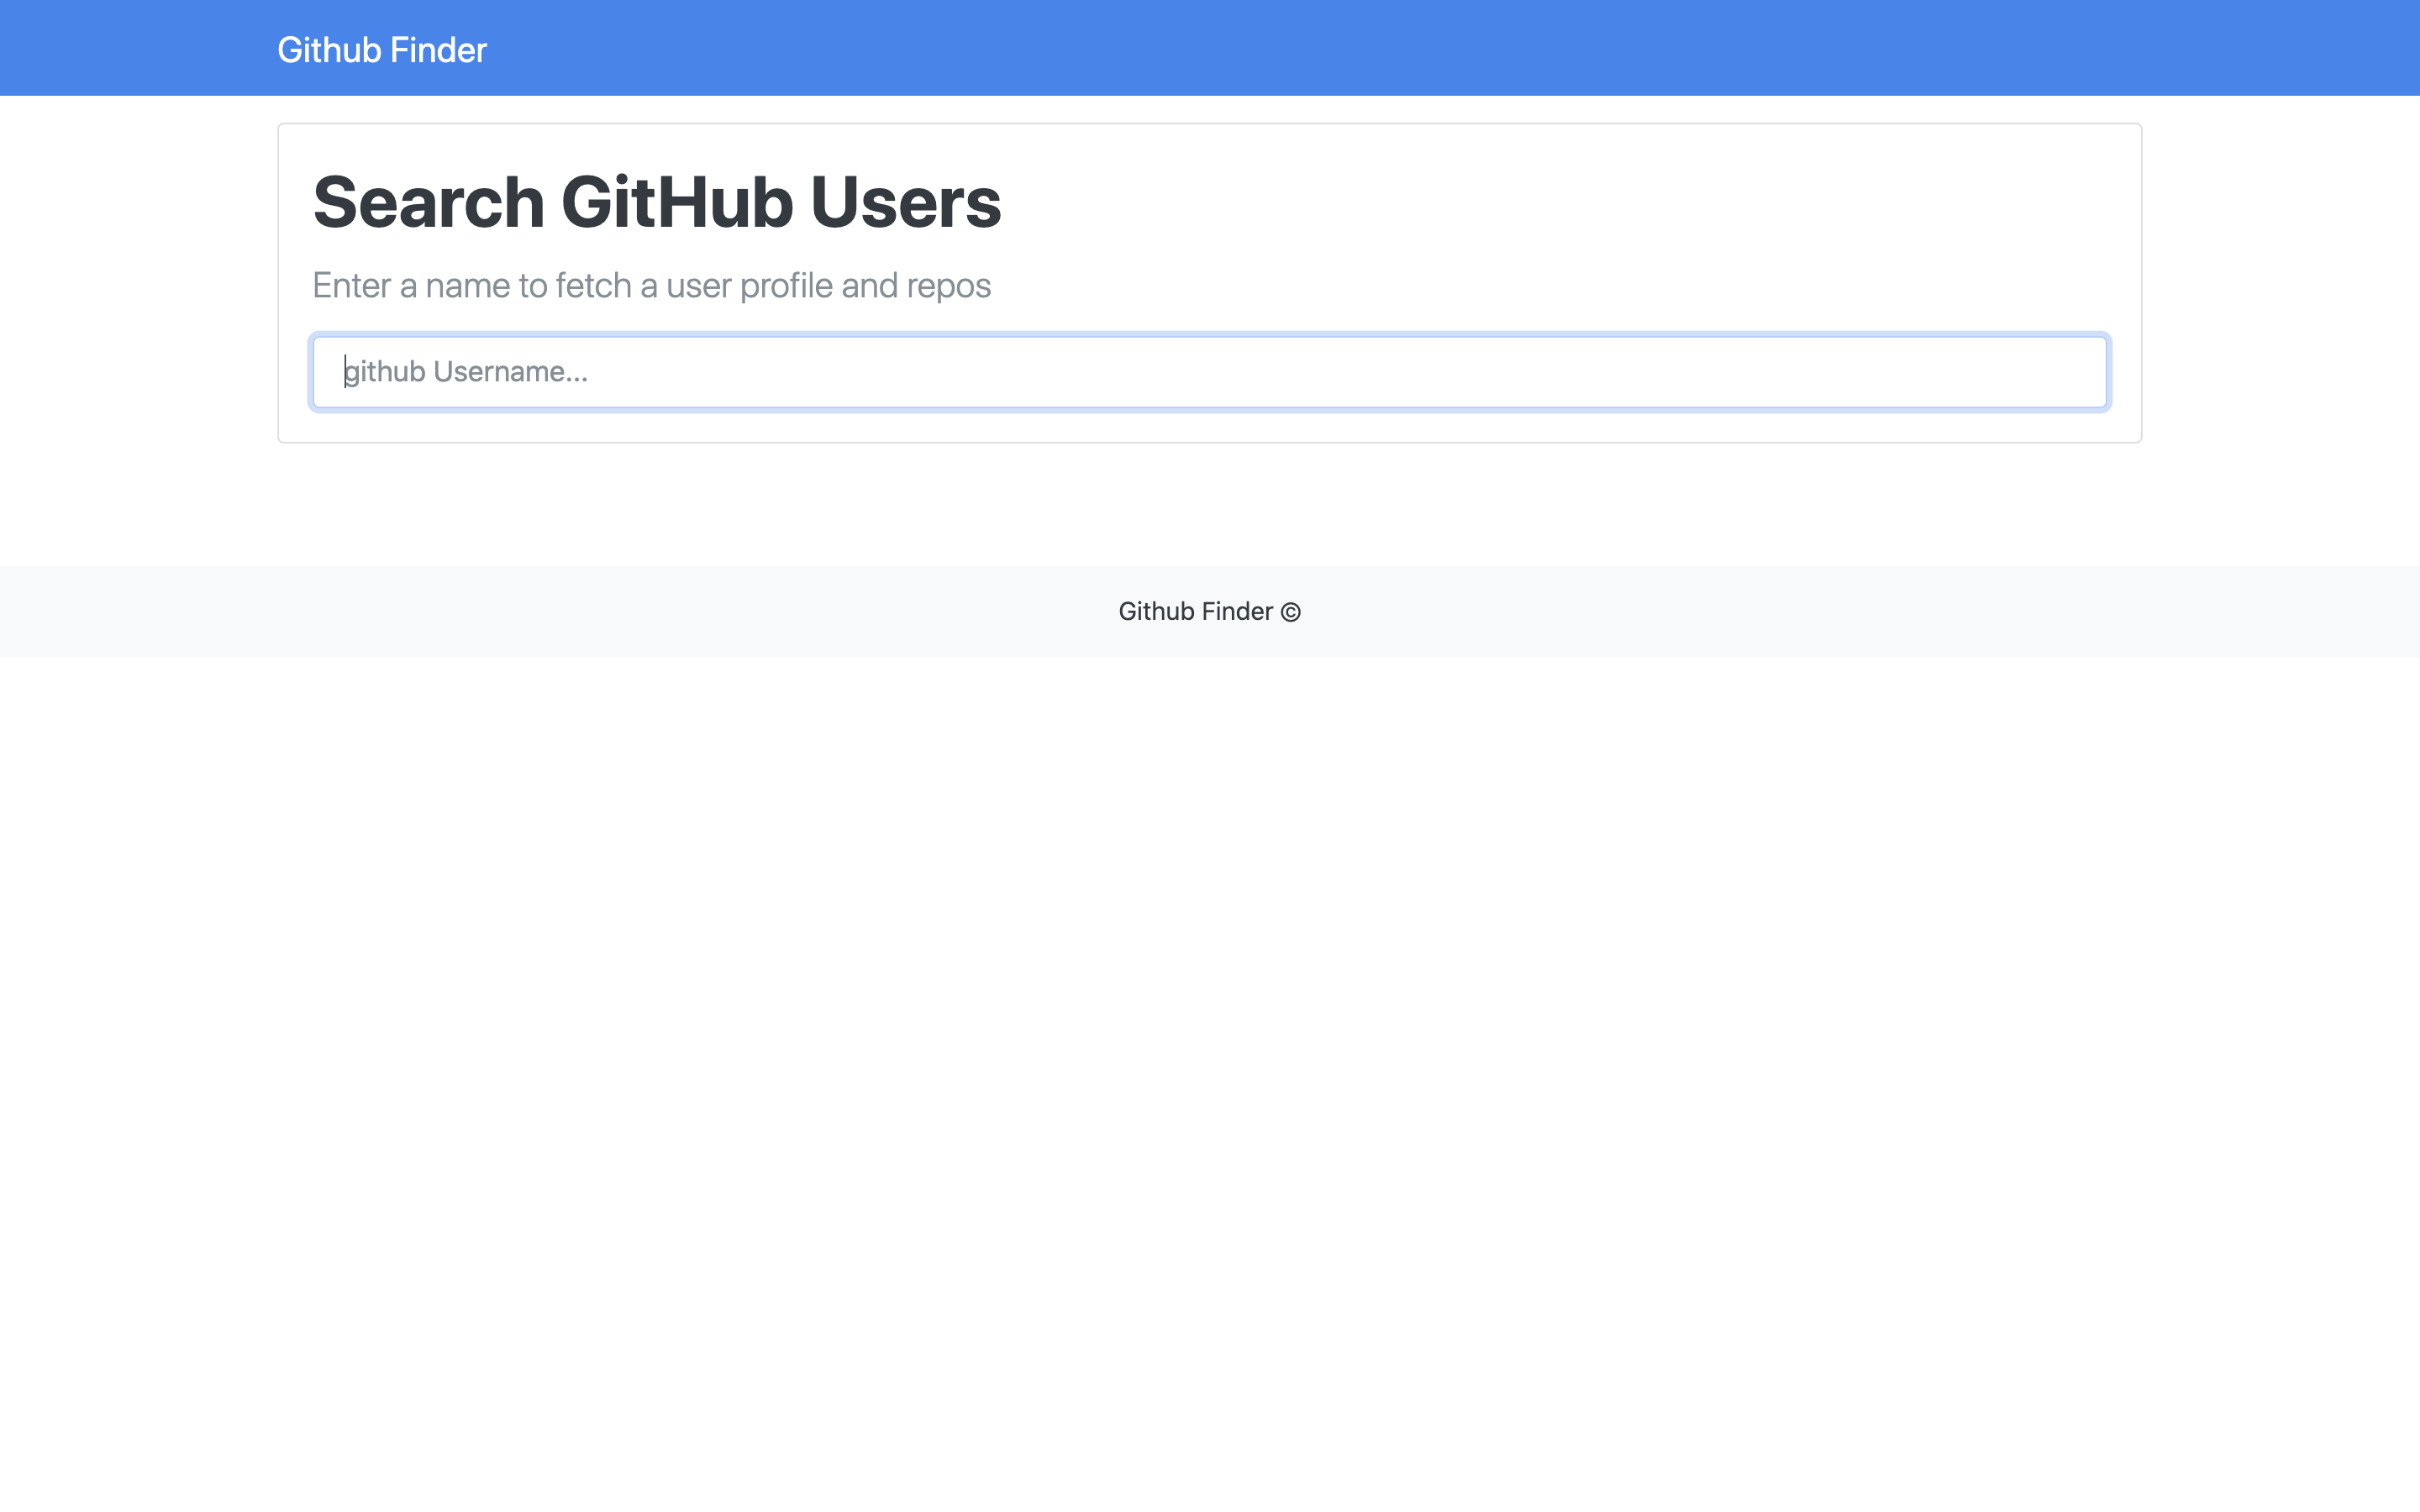 Github Finder
Search GitHub Users
Enter a name to fetch a user profile and repos
github Username...
Github Finder ©